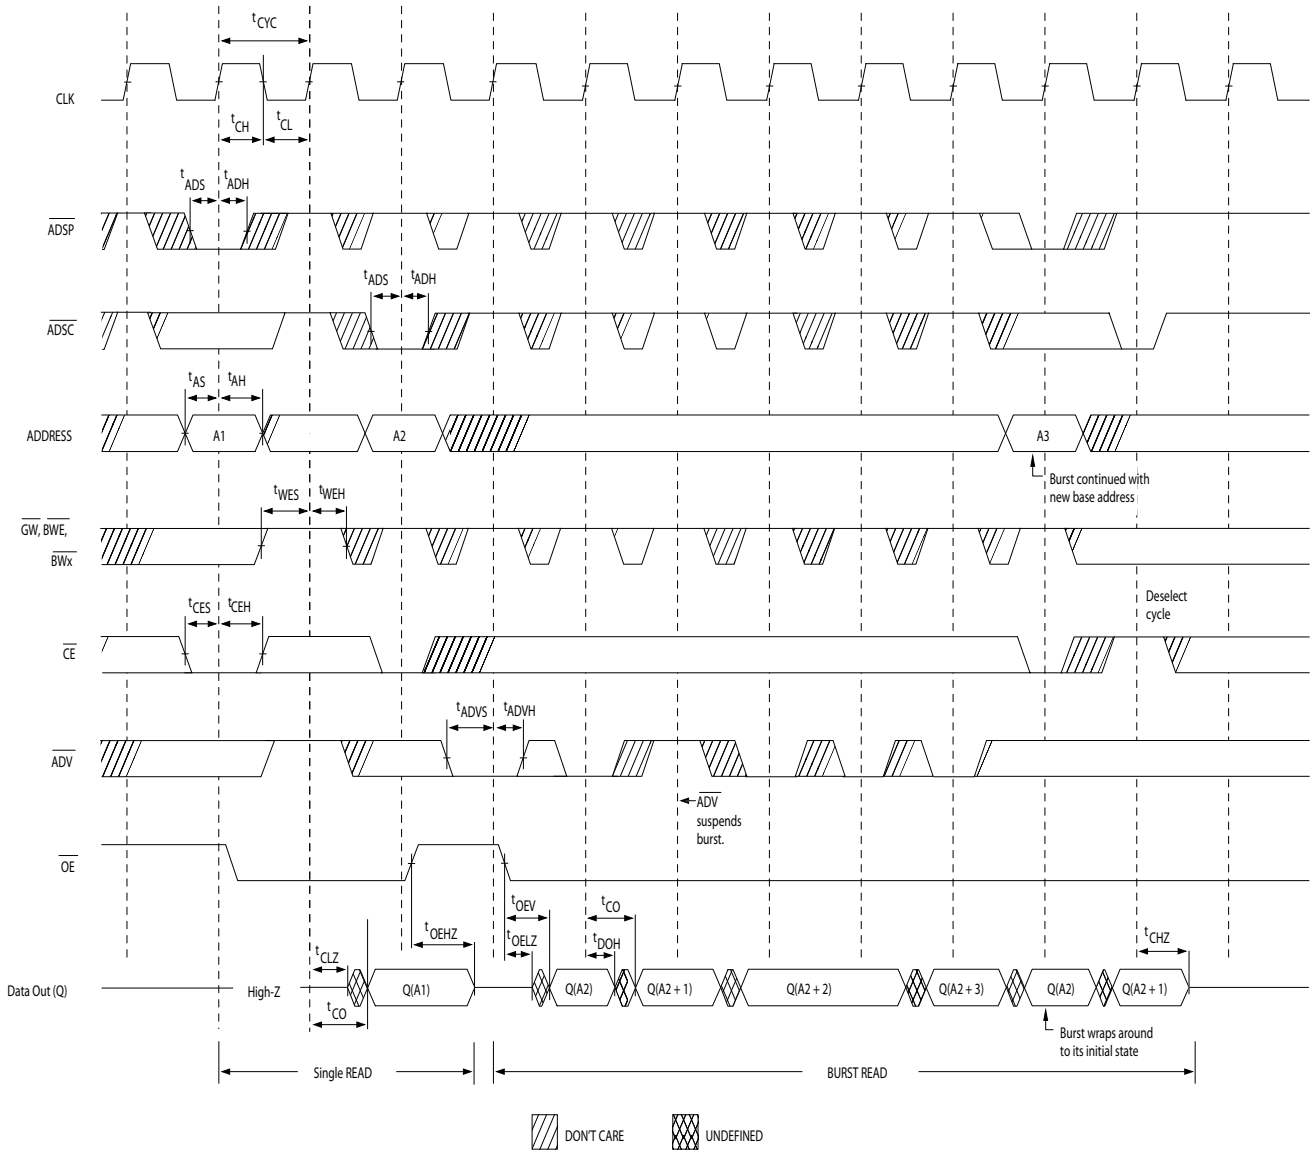 tCYC
CLK
tCH
tCL
tADS
tADH
ADSP
tADS
tADH
ADSC
tAS
tAH
ADDRESS
A1
A2
A3
Burst continued with
new base address
tWES
tWEH
GW, BWE,
BWx
Deselect
cycle
tCES
tCEH
CE
tADVS
tADVH
ADV
ADV
suspends
burst.
OE
tOEV
tCO
tOEHZ
tOELZ
tDOH
tCHZ
tCLZ
Data Out (Q)
High-Z
Q(A1)
Q(A2)
Q(A2 + 1)
Q(A2 + 2)
Q(A2 + 3)
Q(A2)
Q(A2 + 1)
tCO
Burst wraps around
to its initial state
Single READ
BURST READ
DON'T CARE
UNDEFINED